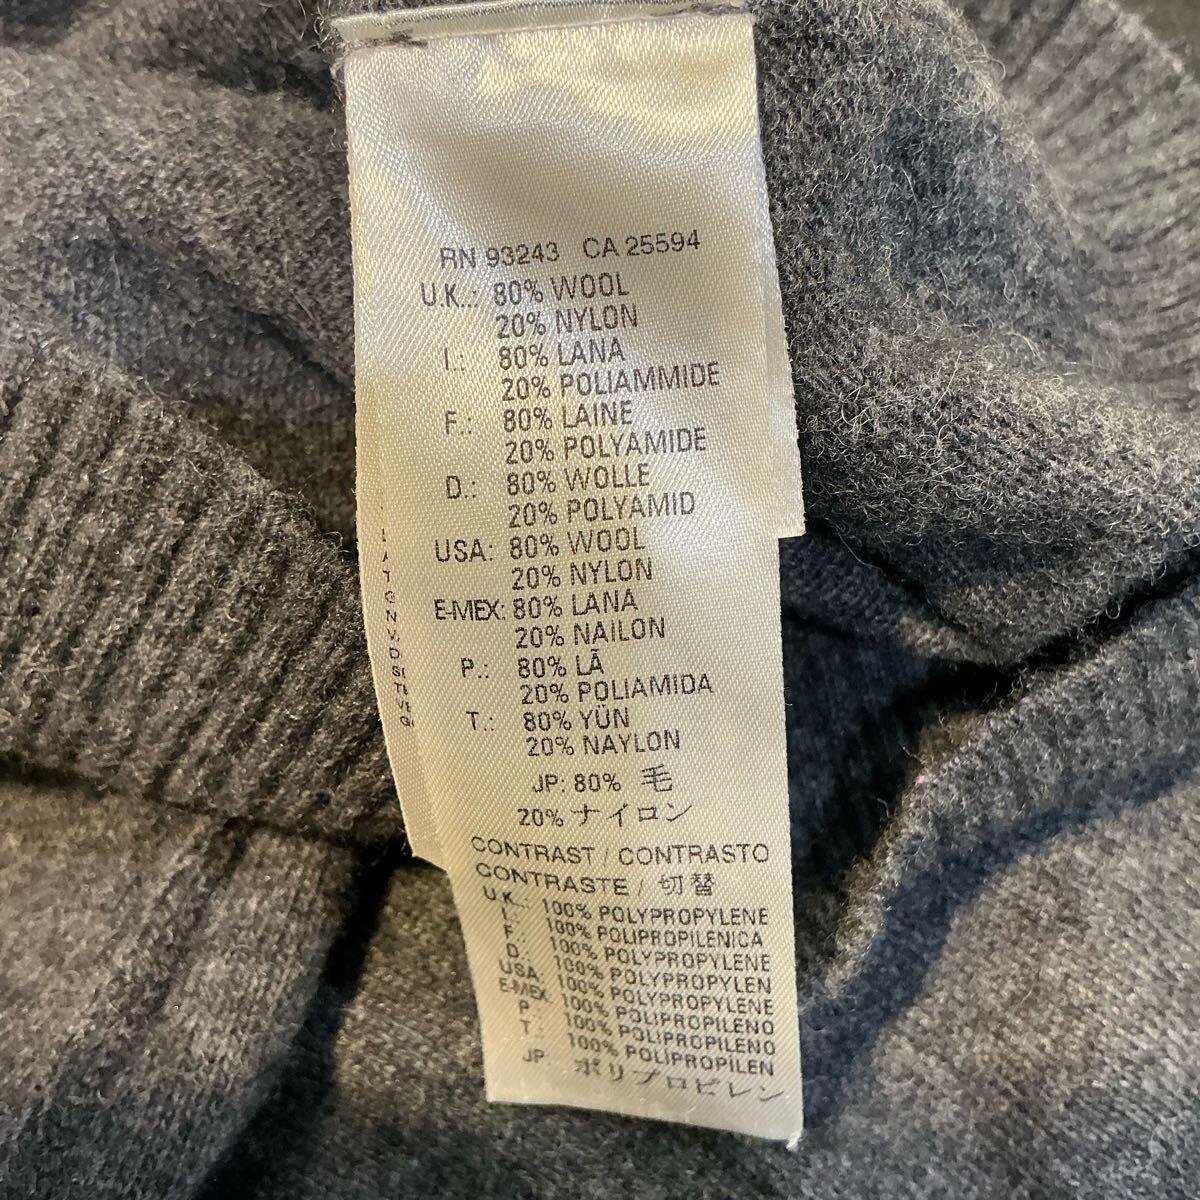 RN 93243 CA 25594
U.K..: 80% WOOL
20% NYLON
I.: 80% LANA
20% POLIAMMIDE
F.: 80% LAINE
20% POLYAMIDE
D.: 80% WOLLE
20% POLYAMID
USA: 80% WOOL
20% NYLON
E-MEX: 80% LANA
20% NAILON
P.: 80% LÃ
20% POLIAMIDA
T.: 80% YÜN
20% NAYLON
JP: 80% 毛
20% ナイロン
CONTRAST / CONTRASTO
CONTRASTE / 切替
U.K..: 100% POLYPROPYLENE
I.: 100% POLIPROPILENICA
F.: 100% POLYPROPYLENE
D.: 100% POLYPROPYLEN
USA: 100% POLYPROPYLENE
E-MEX: 100% POLIPROPILENO
P.: 100% POLIPROPILENO
T.: 100% POLİPROPİLEN
JP: ポリプロピレン